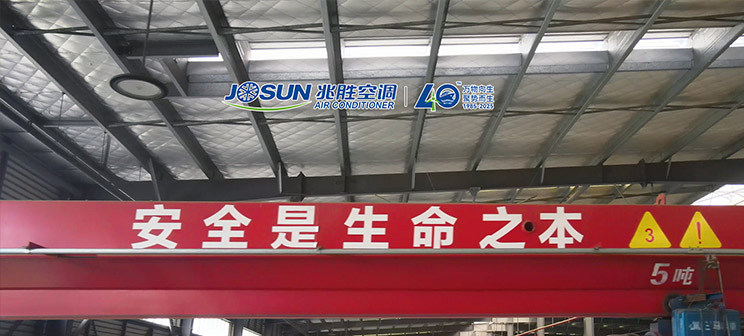 JOSUN 兆胜空调
AIR CONDITIONER
40
万物向生
聚势而生
1985-2025
安全是生命之本
3
!
5吨